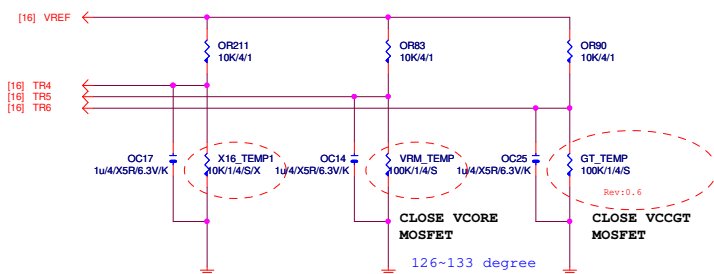 [16] VREF
OR211
10K/4/1
OR83
10K/4/1
OR90
10K/4/1
[16] TR4
[16] TR5
[16] TR6
OC17
1u/4/X5R/6.3V/K
X16_TEMP1
10K/1/4/S/X
OC14
1u/4/X5R/6.3V/K
VRM_TEMP
100K/1/4/S
OC25
1u/4/X5R/6.3V/K
GT_TEMP
100K/1/4/S
Rev:0.6
CLOSE VCORE
MOSFET
CLOSE VCCGT
MOSFET
126~133 degree